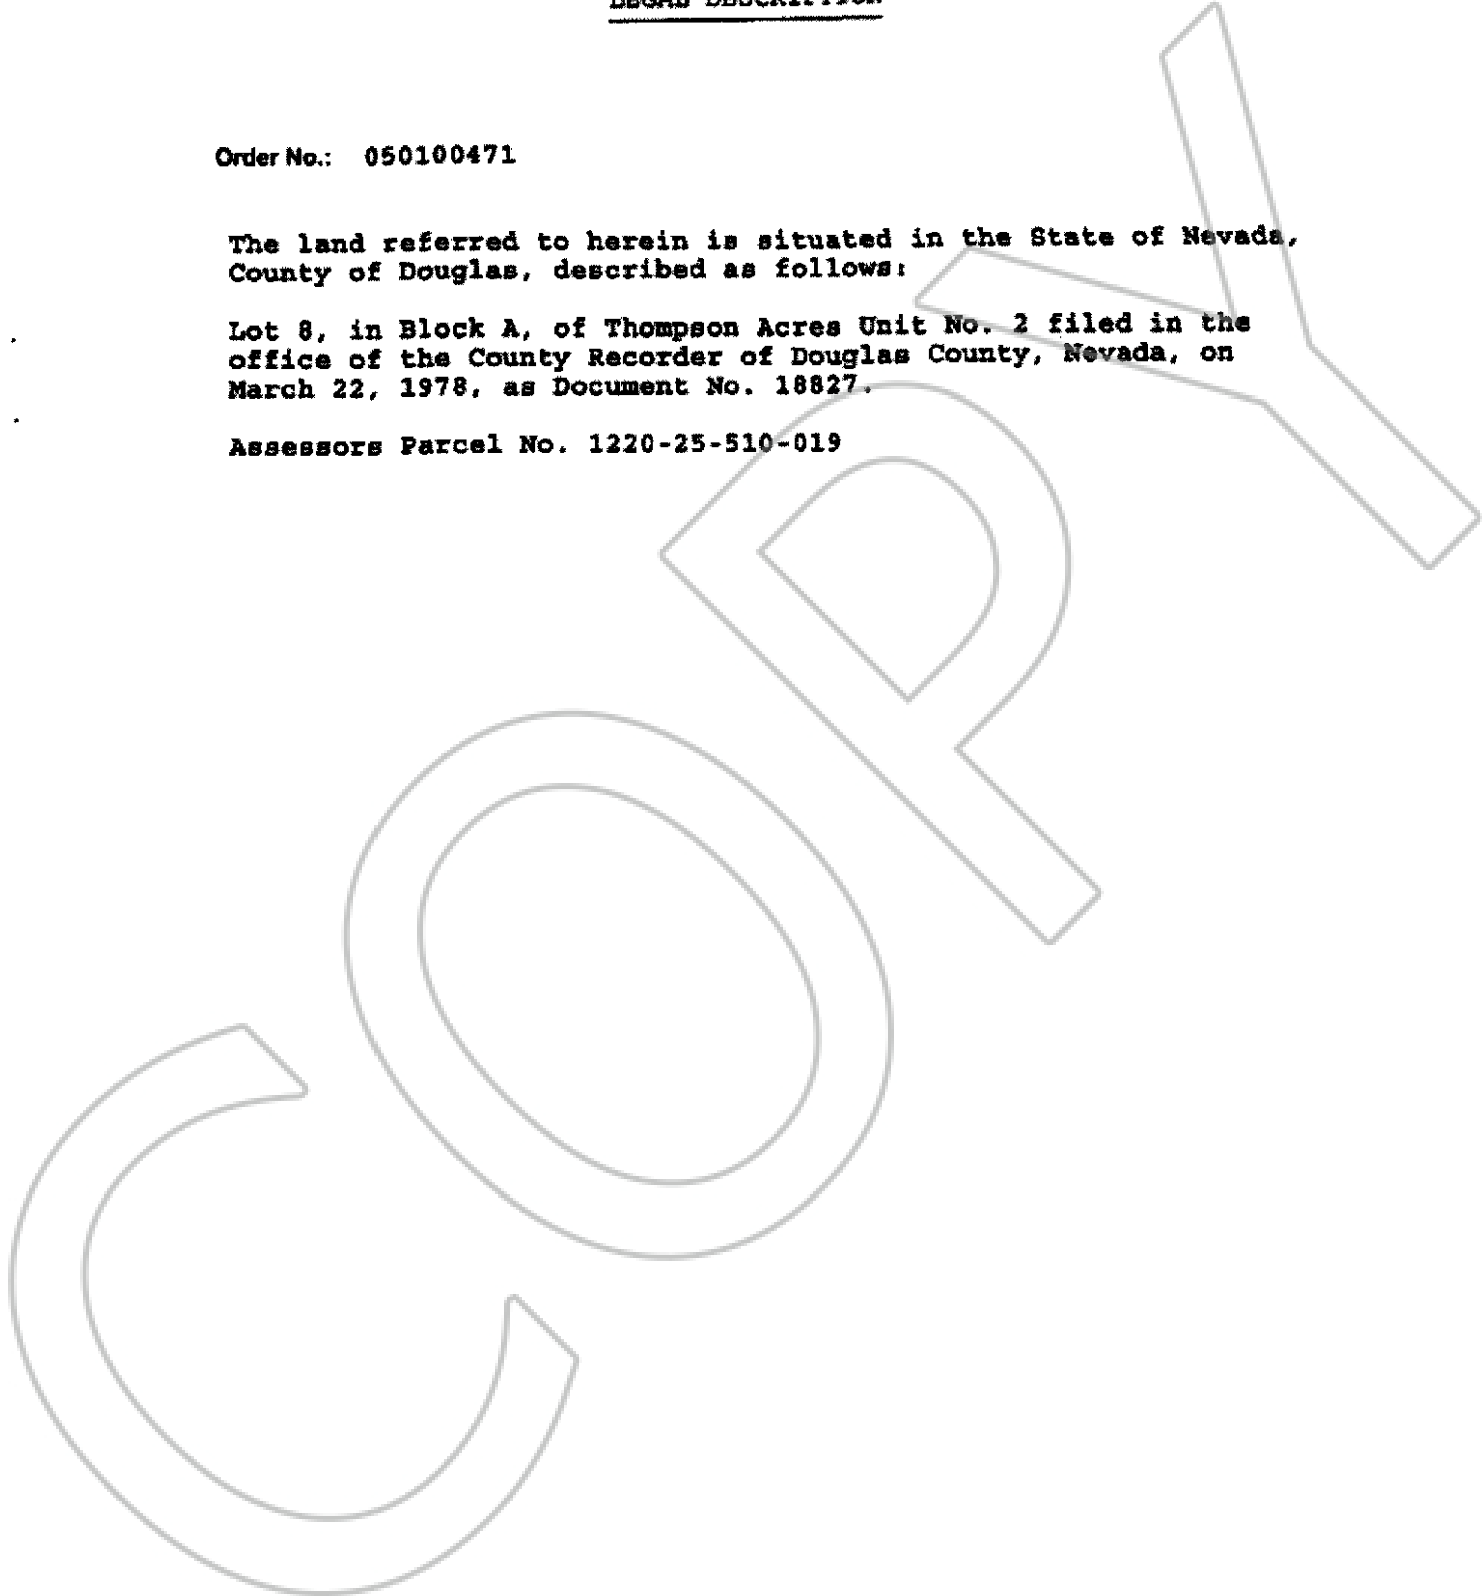 LEGAL DESCRIPTION
Order No.: 050100471
The land referred to herein is situated in the State of Nevada,
County of Douglas, described as follows:
Lot 8, in Block A, of Thompson Acres Unit No. 2 filed in the
office of the County Recorder of Douglas County, Nevada, on
March 22, 1978, as Document No. 18827.
Assessors Parcel No. 1220-25-510-019
COPY